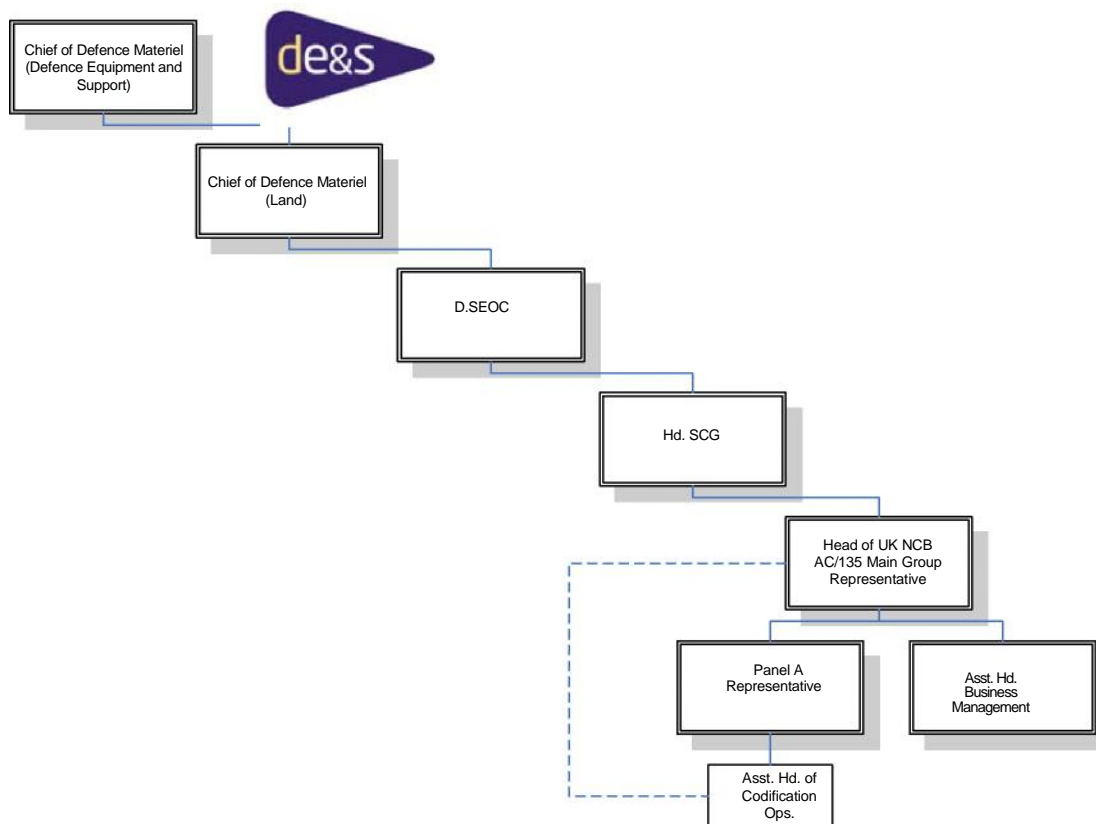 Chief of Defence Materiel
(Defence Equipment and
Support)
de&s
Chief of Defence Materiel
(Land)
D.SEOC
Hd. SCG
Head of UK NCB
AC/135 Main Group
Representative
Panel A
Representative
Asst. Hd.
Business
Management
Asst. Hd. of
Codification
Ops.